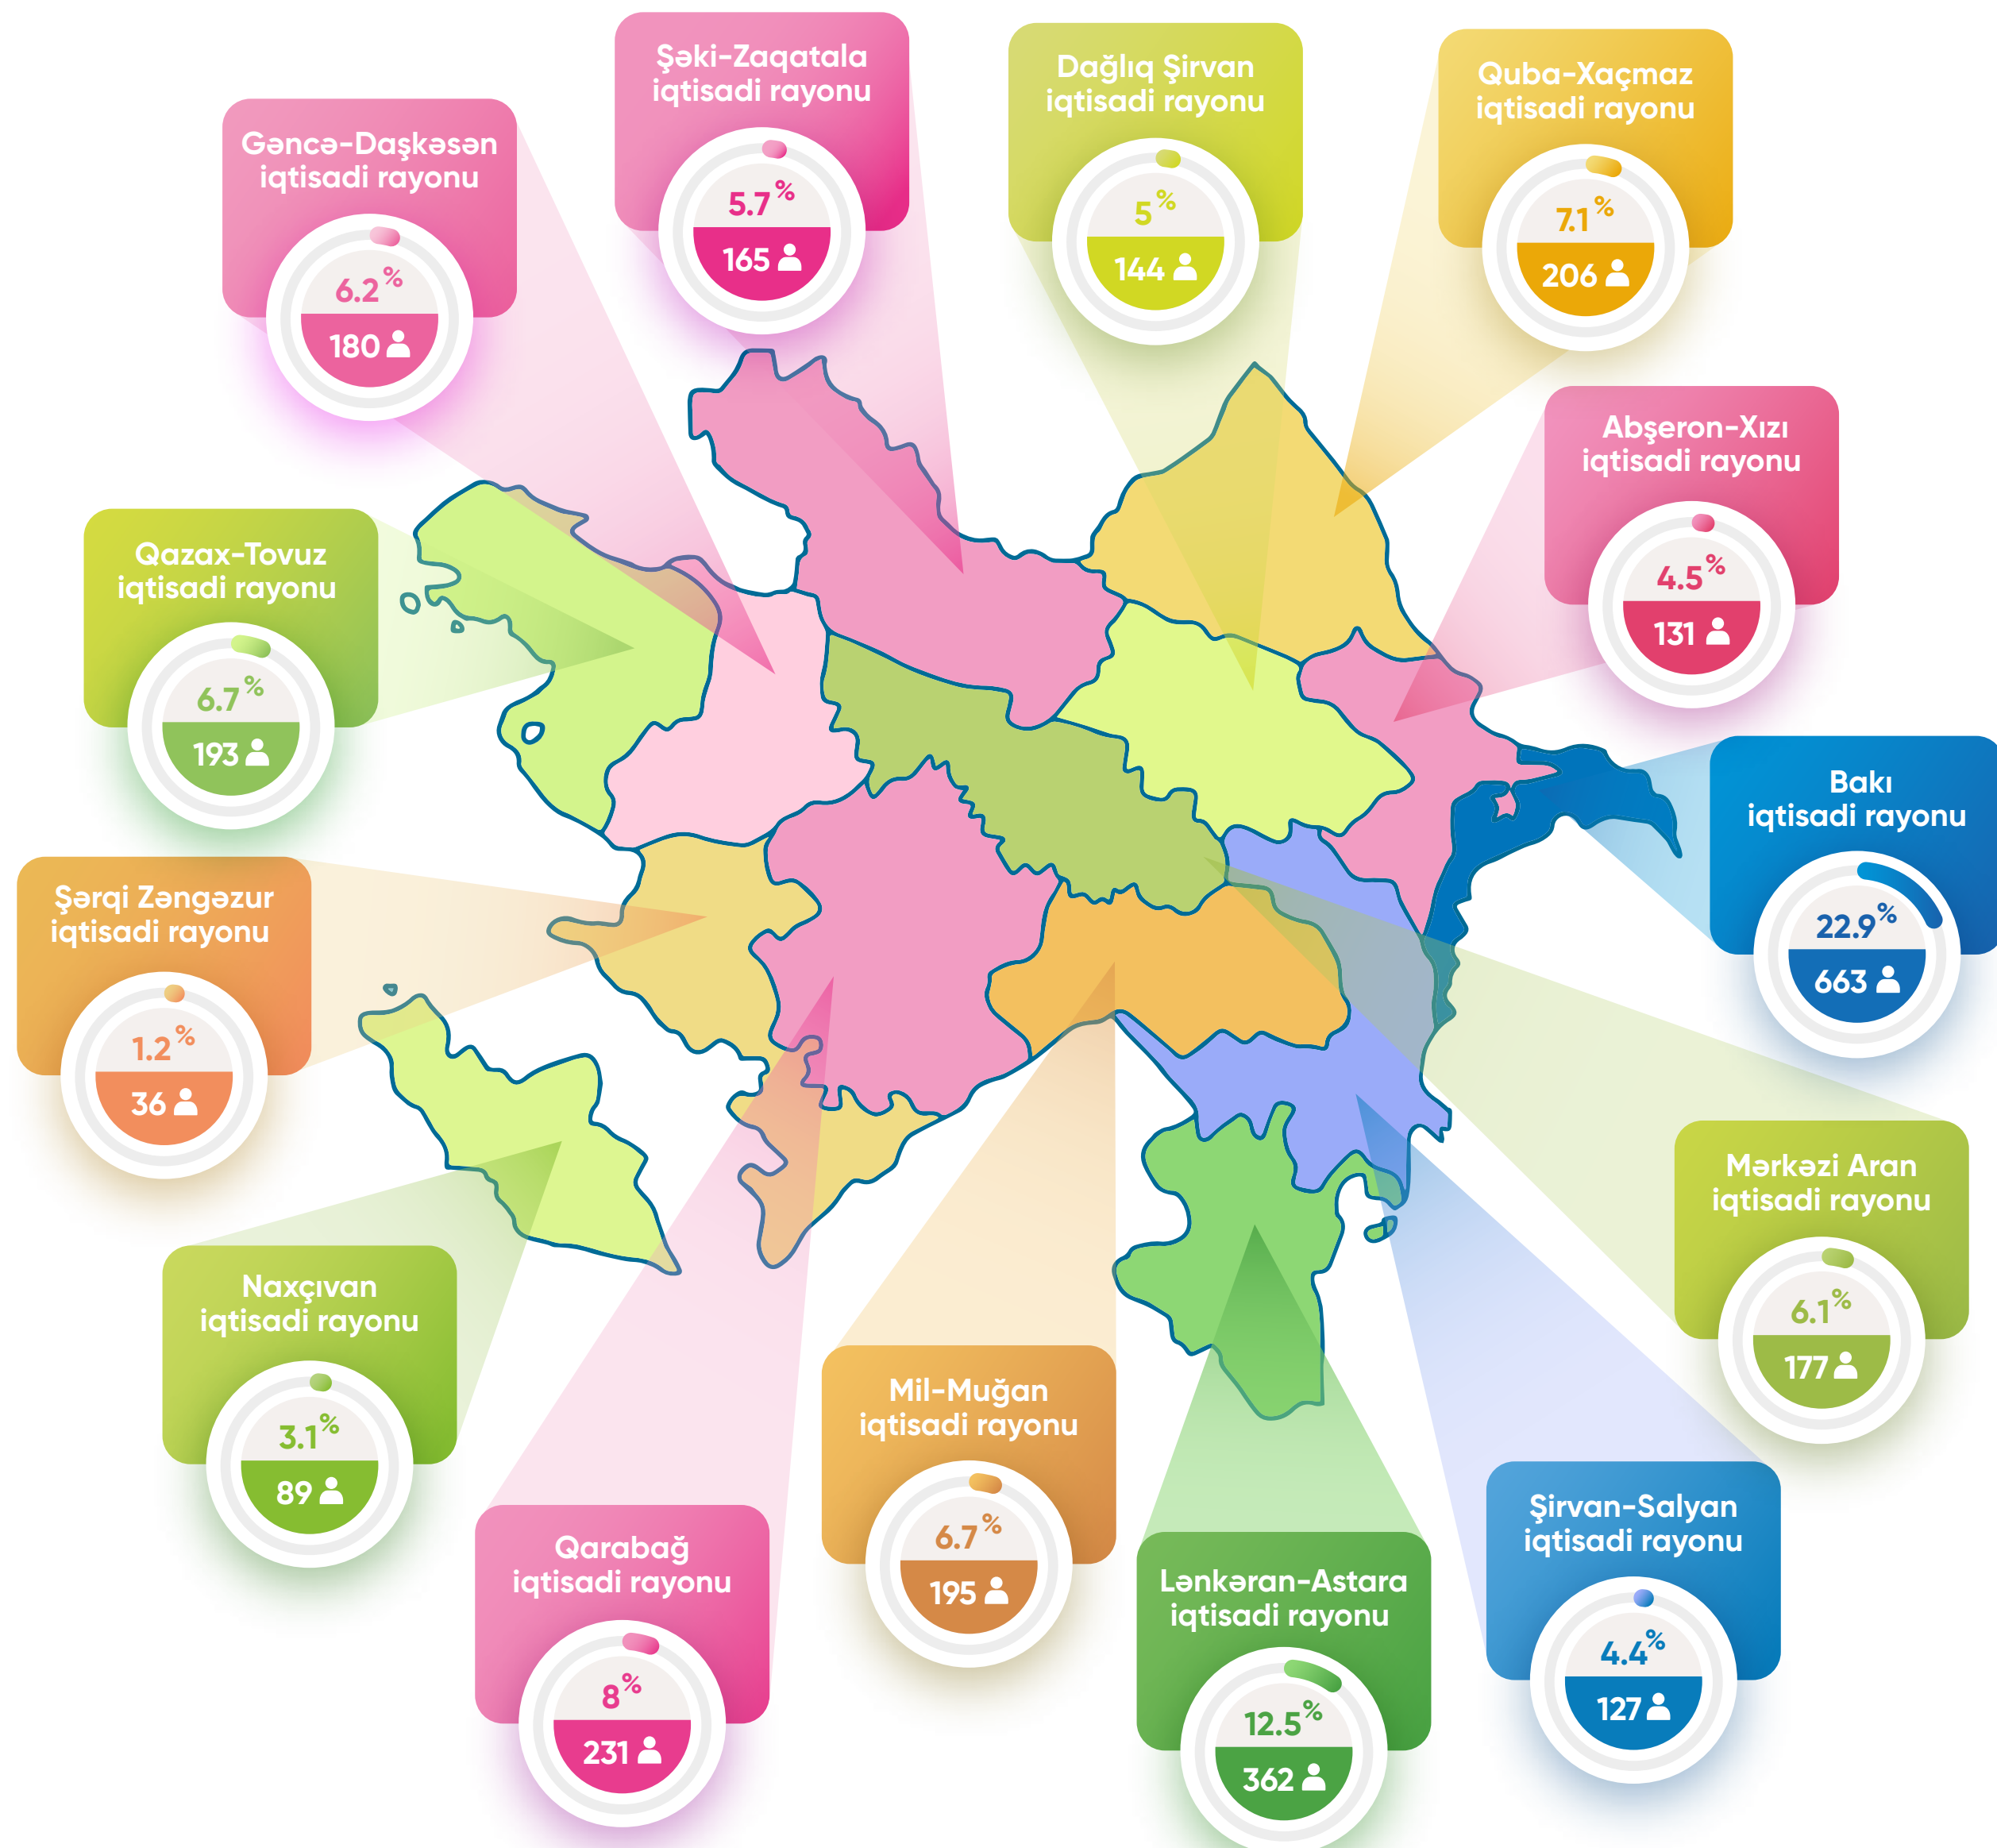 Şəki-Zaqatala
iqtisadi rayonu
5.7%
165
Dağlıq Şirvan
iqtisadi rayonu
5%
144
Quba-Xaçmaz
iqtisadi rayonu
7.1%
206
Gəncə-Daşkəsən
iqtisadi rayonu
6.2%
180
Abşeron-Xızı
iqtisadi rayonu
4.5%
131
Qazax-Tovuz
iqtisadi rayonu
6.7%
193
Bakı
iqtisadi rayonu
22.9%
663
Şərqi Zəngəzur
iqtisadi rayonu
1.2%
36
Mərkəzi Aran
iqtisadi rayonu
6.1%
177
Naxçıvan
iqtisadi rayonu
3.1%
89
Mil-Muğan
iqtisadi rayonu
6.7%
195
Şirvan-Salyan
iqtisadi rayonu
4.4%
127
Qarabağ
iqtisadi rayonu
8%
231
Lənkəran-Astara
iqtisadi rayonu
12.5%
362